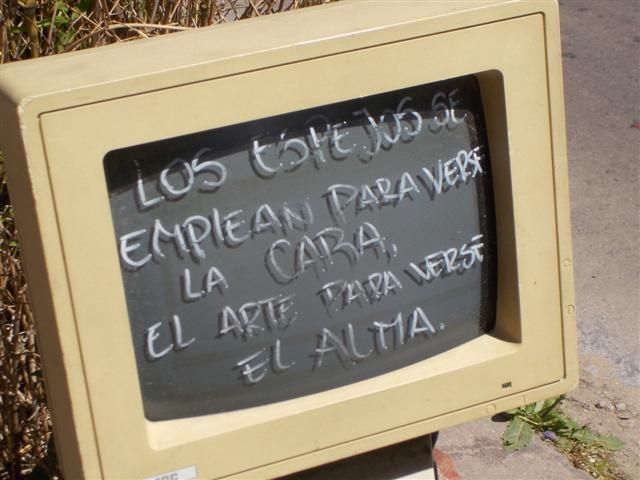 LOS ESPEJOS SE
EMPLEAN PARA VERSE
LA CARA,
EL ARTE PARA VERSE
EL ALMA.